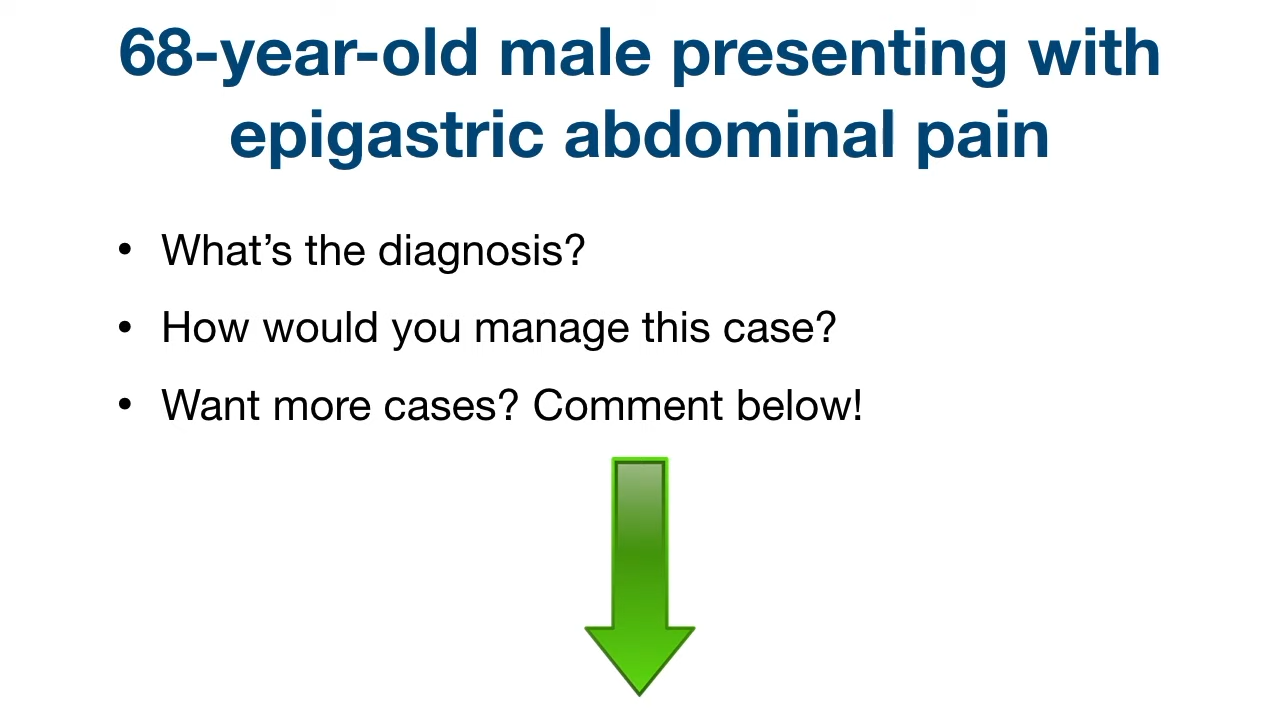 68-year-old male presenting with
epigastric abdominal pain
• What’s the diagnosis?
• How would you manage this case?
• Want more cases? Comment below!